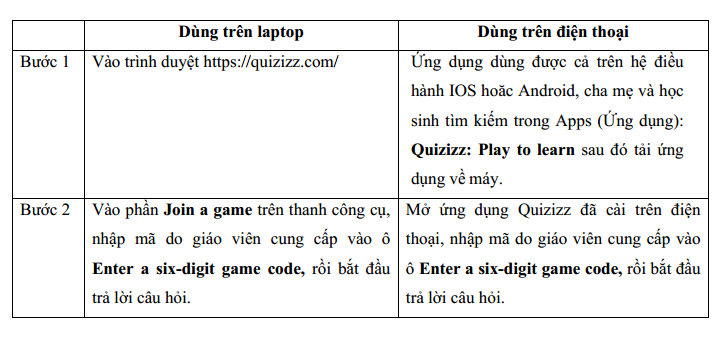 Dùng trên laptop
Dùng trên điện thoại
Bước 1
Vào trình duyệt https://quizizz.com/
Ứng dụng dùng được cả trên hệ điều
hành IOS hoăc Android, cha mẹ và học
sinh tìm kiếm trong Apps (Ứng dụng):
Quizizz: Play to learn sau đó tải ứng
dụng về máy.
Bước 2
Vào phần Join a game trên thanh công cụ,
nhập mã do giáo viên cung cấp vào ô
Enter a six-digit game code, rồi bắt đầu
trả lời câu hỏi.
Mở ứng dụng Quizizz đã cài trên điện
thoại, nhập mã do giáo viên cung cấp vào
ô Enter a six-digit game code, rồi bắt đầu
trả lời câu hỏi.